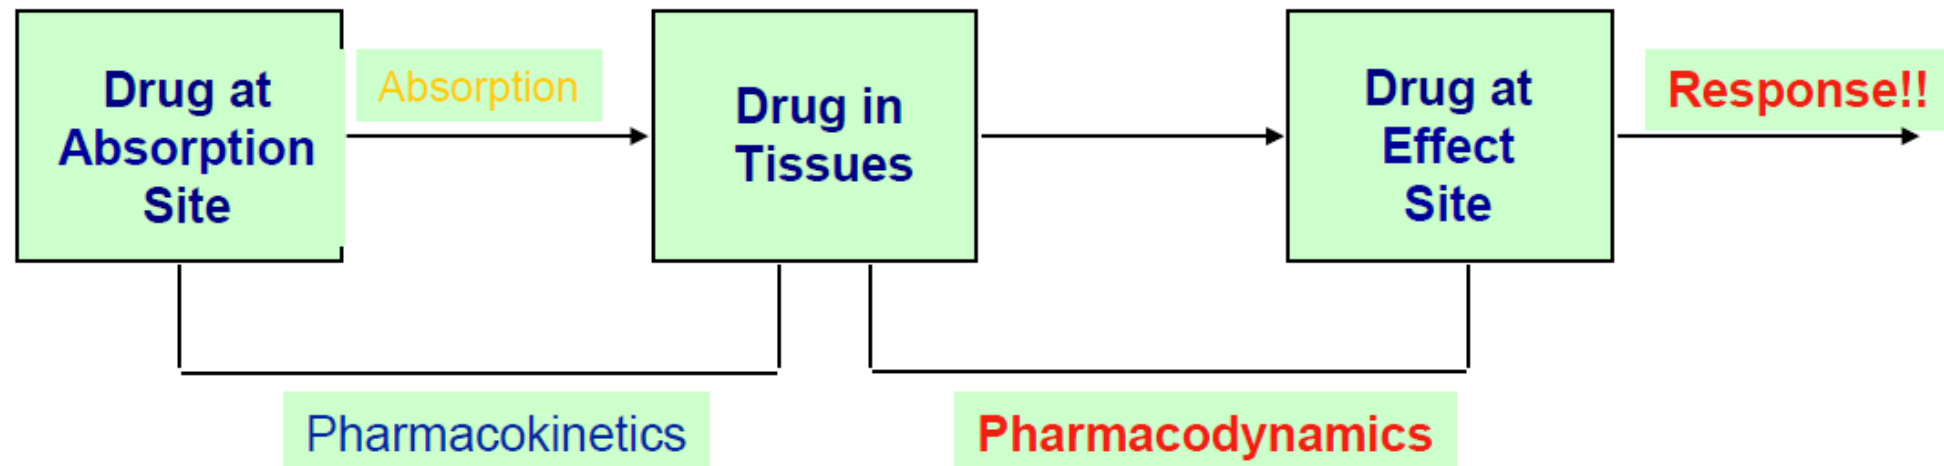 Drug at
Absorption
Site
Absorption
Drug in
Tissues
Drug at
Effect
Site
Response!!
Pharmacokinetics
Pharmacodynamics